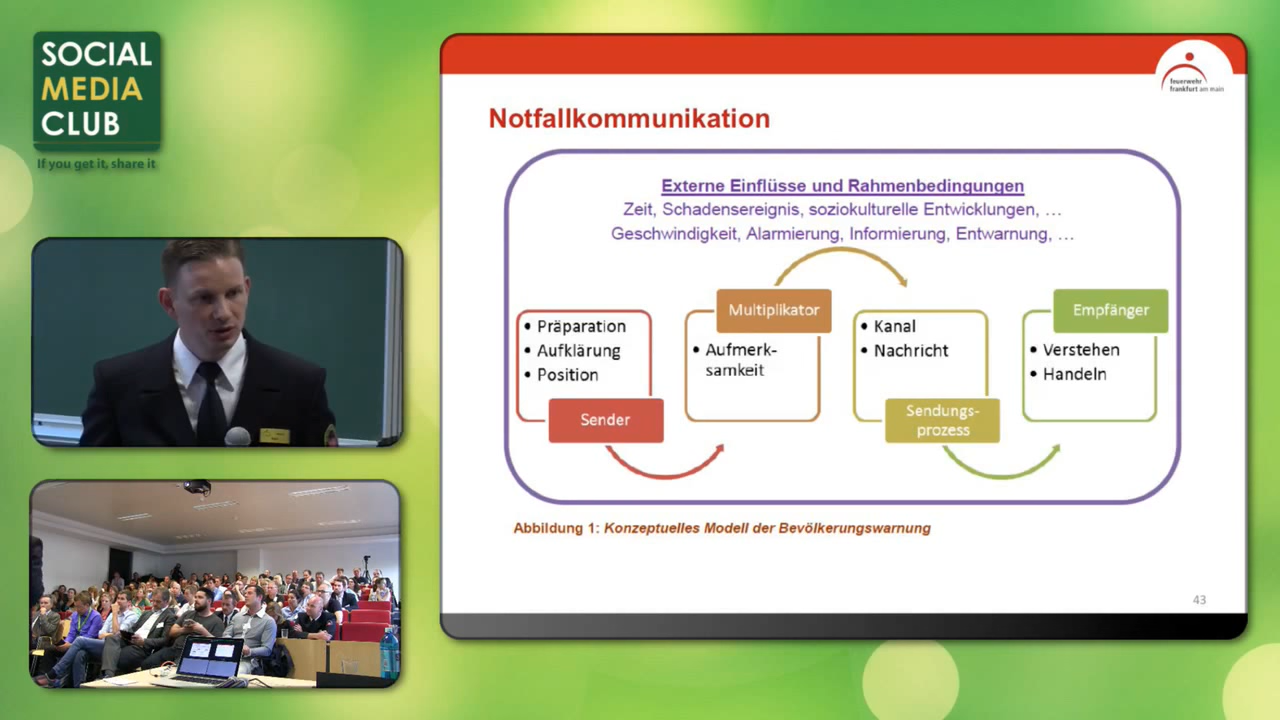 SOCIAL
MEDIA
CLUB
If you get it, share it
feuerwehr
frankfurt am main
Notfallkommunikation
Externe Einflüsse und Rahmenbedingungen
Zeit, Schadensereignis, soziokulturelle Entwicklungen, …
Geschwindigkeit, Alarmierung, Informierung, Entwarnung, …
• Präparation
• Aufklärung
• Position
Sender
Multiplikator
• Aufmerk-
samkeit
• Kanal
• Nachricht
Sendungs-
prozess
Empfänger
• Verstehen
• Handeln
Abbildung 1: Konzeptuelles Modell der Bevölkerungswarnung
43